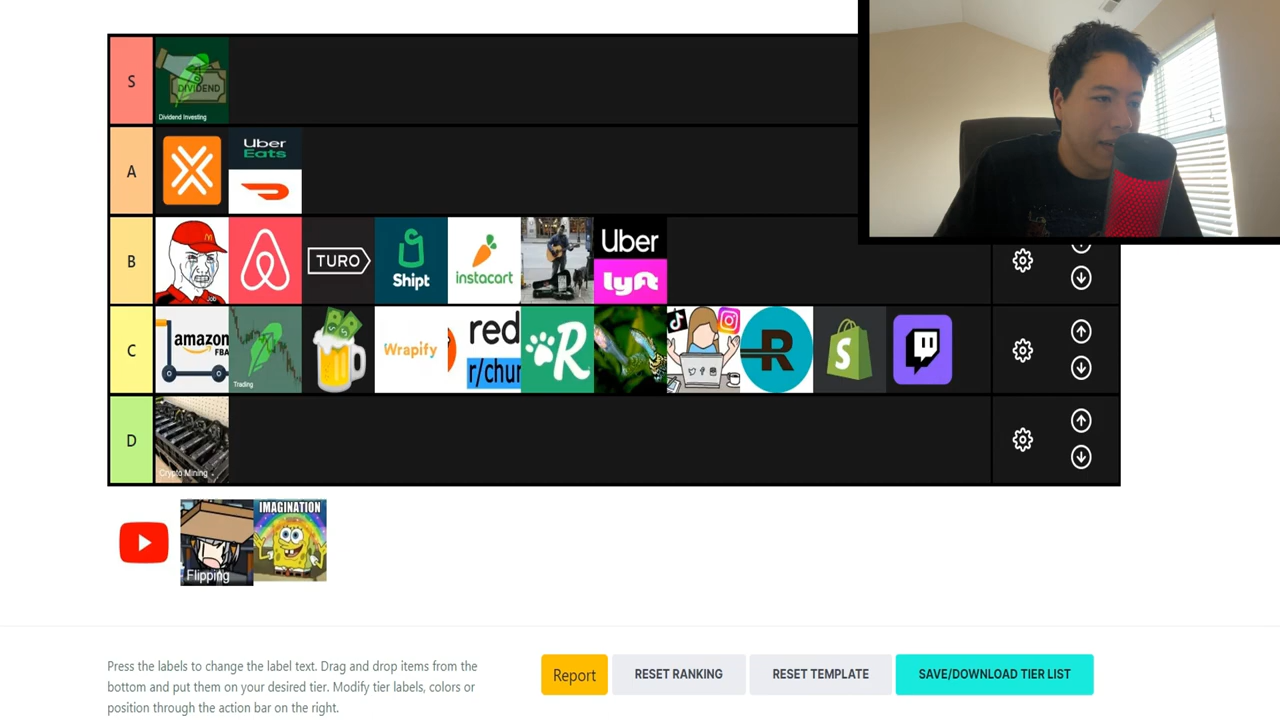 S
DIVIDEND
Dividend Investing
A
Uber
Eats
B
Job
TURO
Shipt
instacart
Uber
lyft
C
amazon
FBA
Trading
Wrapify
red
r/chur
R
R
S
D
Crypto Mining
Flipping
IMAGINATION
Press the labels to change the label text. Drag and drop items from the
bottom and put them on your desired tier. Modify tier labels, colors or
position through the action bar on the right.
Report
RESET RANKING
RESET TEMPLATE
SAVE/DOWNLOAD TIER LIST